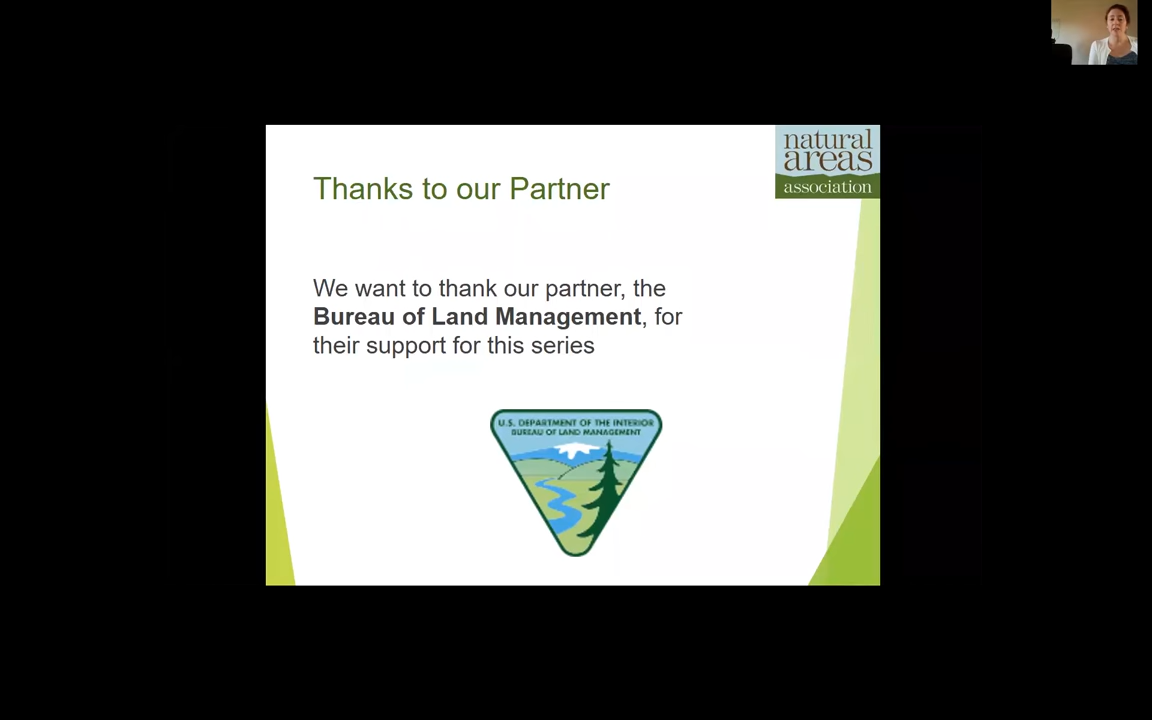 natural
areas
association
Thanks to our Partner
We want to thank our partner, the
Bureau of Land Management, for
their support for this series
U.S. DEPARTMENT OF THE INTERIOR
BUREAU OF LAND MANAGEMENT